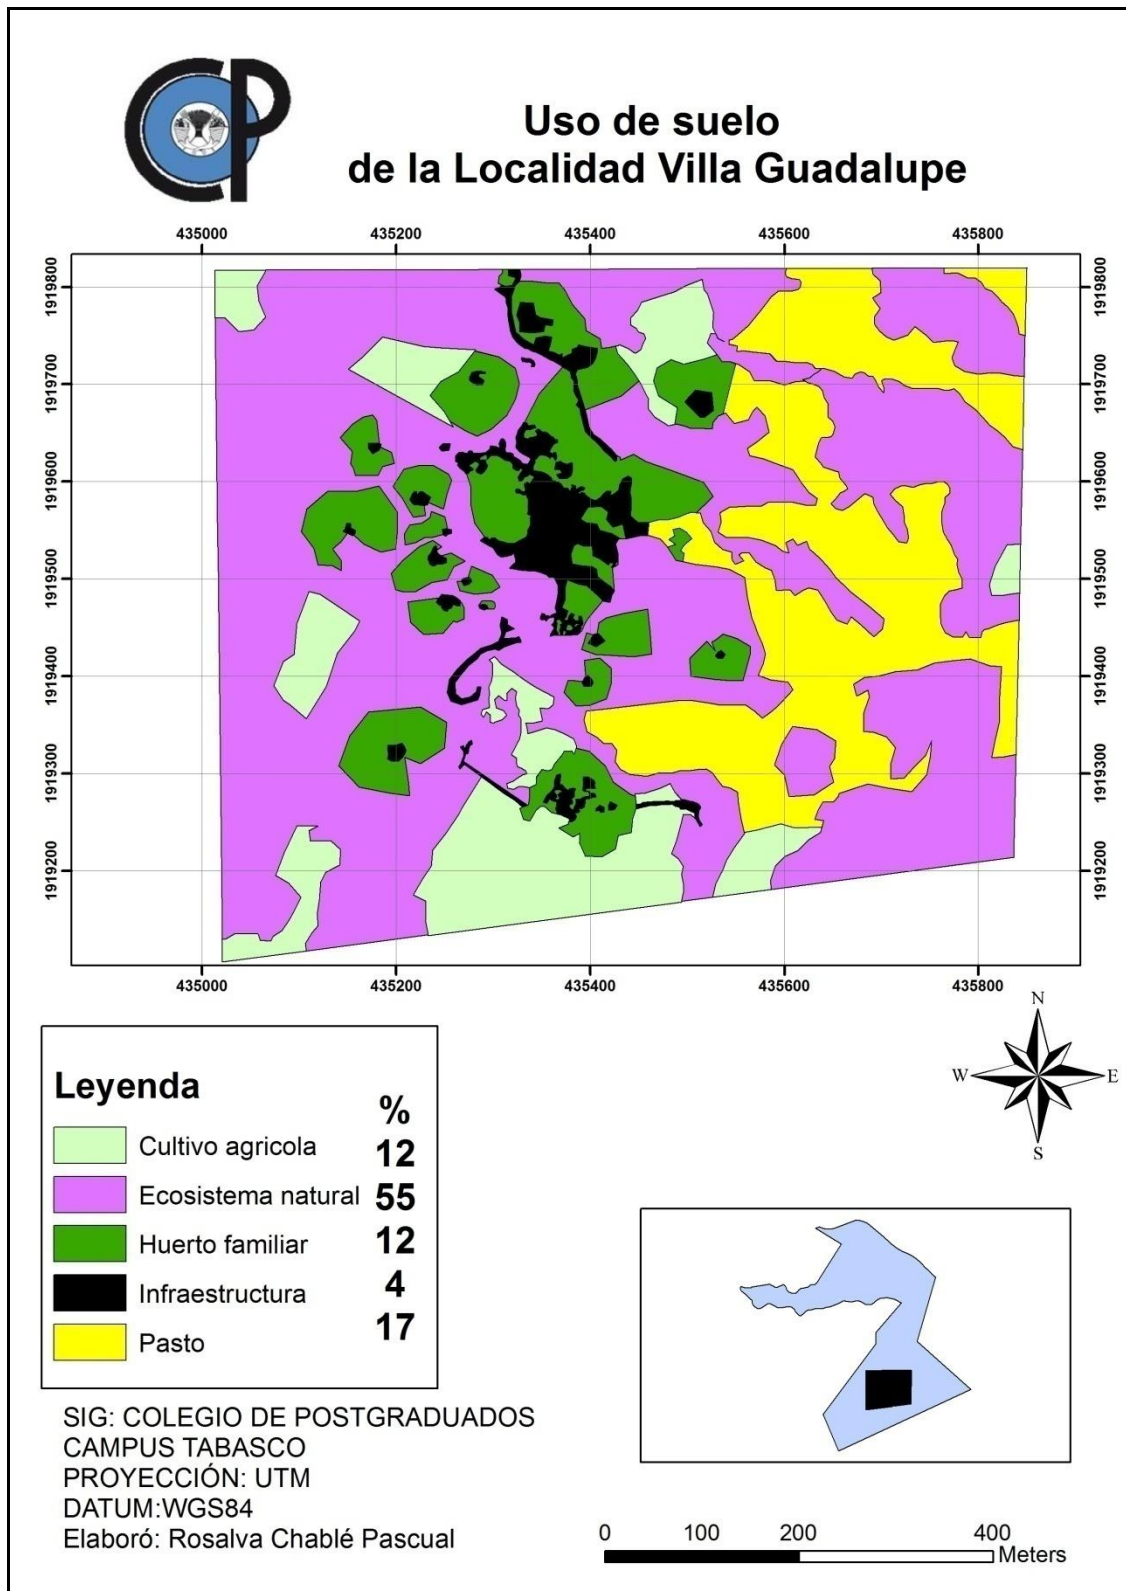 CP
Uso de suelo
de la Localidad Villa Guadalupe
435000 435200 435400 435600 435800
1919800 1919800
1919700 1919700
1919600 1919600
1919500 1919500
1919400 1919400
1919300 1919300
1919200 1919200
435000 435200 435400 435600 435800
N
W E
S
Leyenda
%
Cultivo agricola 12
Ecosistema natural 55
Huerto familiar 12
Infraestructura 4
Pasto 17
SIG: COLEGIO DE POSTGRADUADOS
CAMPUS TABASCO
PROYECCIÓN: UTM
DATUM:WGS84
Elaboró: Rosalva Chablé Pascual
0 100 200 400
Meters